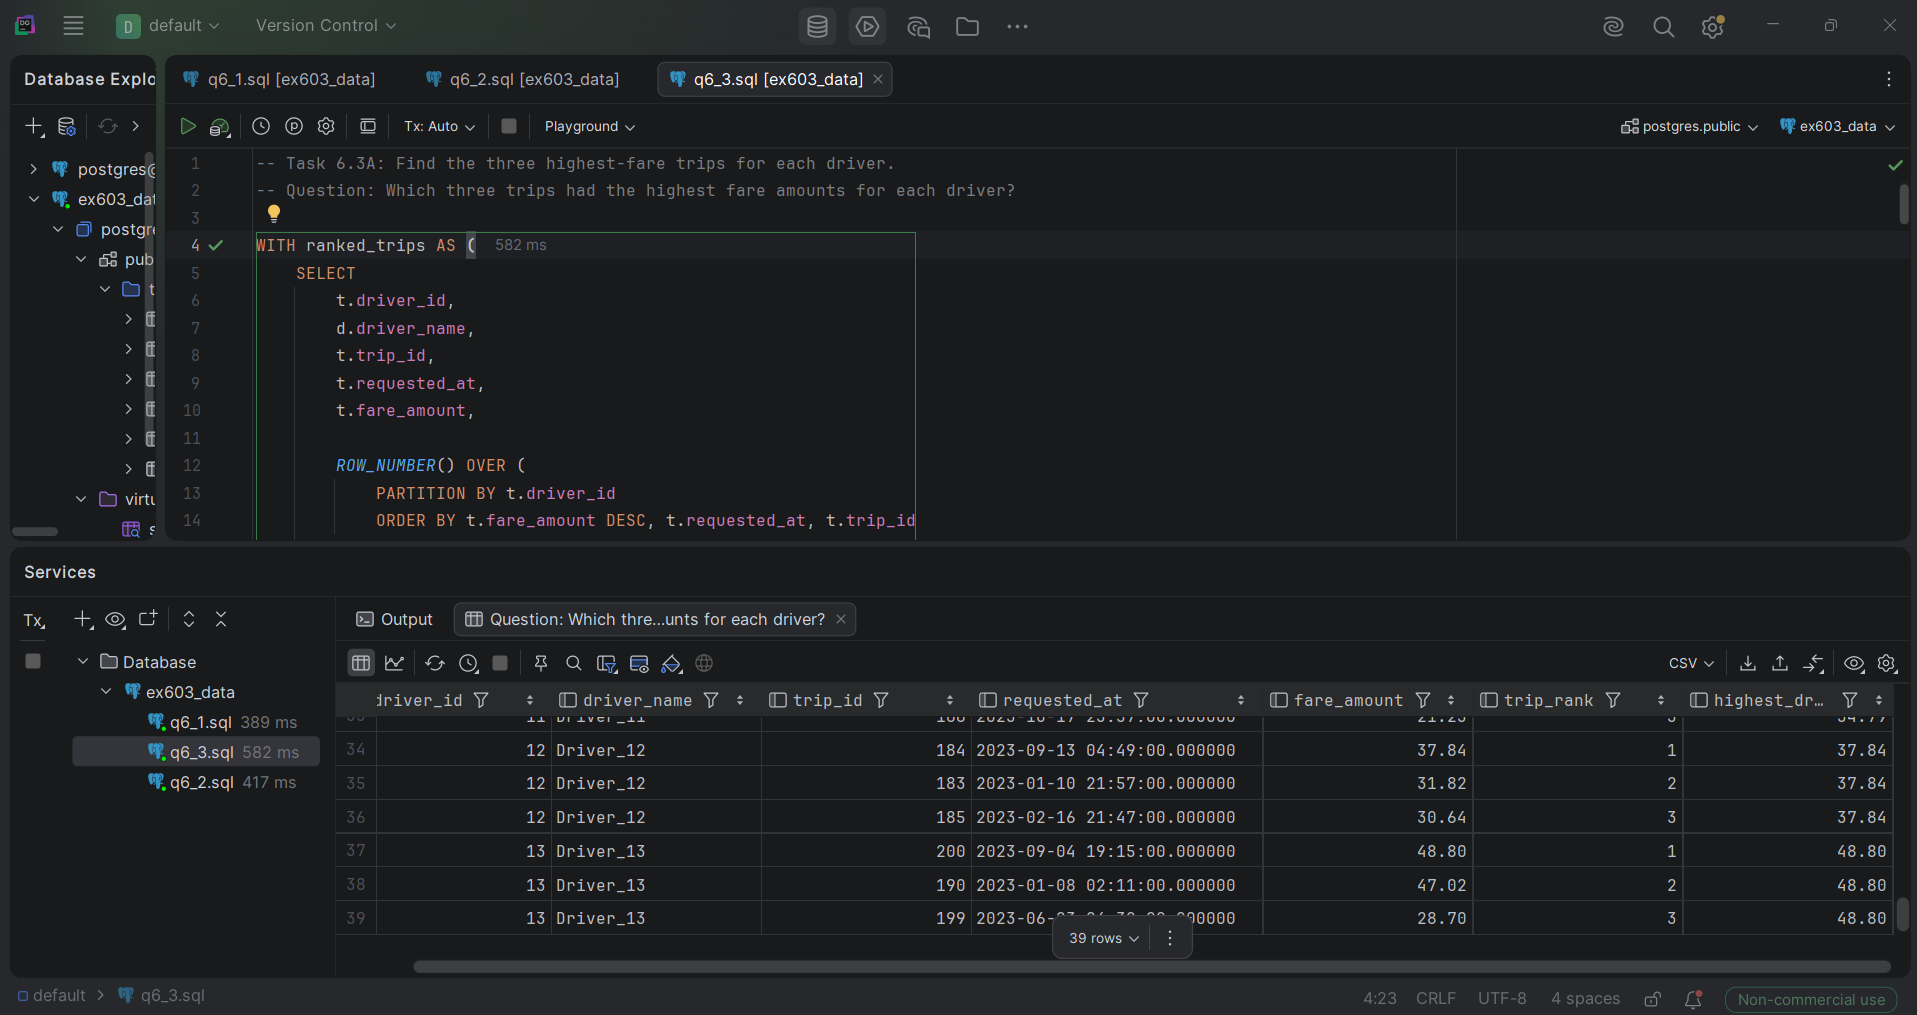 D default Version Control
Database Explo
q6_1.sql [ex603_data] q6_2.sql [ex603_data] q6_3.sql [ex603_data]
Tx: Auto Playground postgres.public ex603_data
postgres@
ex603_dat
postgre
pub
t
virtu
s
1 -- Task 6.3A: Find the three highest-fare trips for each driver.
2 -- Question: Which three trips had the highest fare amounts for each driver?
3
4 WITH ranked_trips AS ( 582 ms
5 SELECT
6 t.driver_id,
7 d.driver_name,
8 t.trip_id,
9 t.requested_at,
10 t.fare_amount,
11
12 ROW_NUMBER() OVER (
13 PARTITION BY t.driver_id
14 ORDER BY t.fare_amount DESC, t.requested_at, t.trip_id
Services
Tx
Database
ex603_data
q6_1.sql 389 ms
q6_3.sql 582 ms
q6_2.sql 417 ms
Output Question: Which thre...unts for each driver?
CSV
driver_id driver_name trip_id requested_at fare_amount trip_rank highest_dr...
34 12 Driver_12 184 2023-09-13 04:49:00.000000 37.84 1 37.84
35 12 Driver_12 183 2023-01-10 21:57:00.000000 31.82 2 37.84
36 12 Driver_12 185 2023-02-16 21:47:00.000000 30.64 3 37.84
37 13 Driver_13 200 2023-09-04 19:15:00.000000 48.80 1 48.80
38 13 Driver_13 190 2023-01-08 02:11:00.000000 47.02 2 48.80
39 13 Driver_13 199 28.70 3 48.80
39 rows
default q6_3.sql
4:23 CRLF UTF-8 4 spaces Non-commercial use